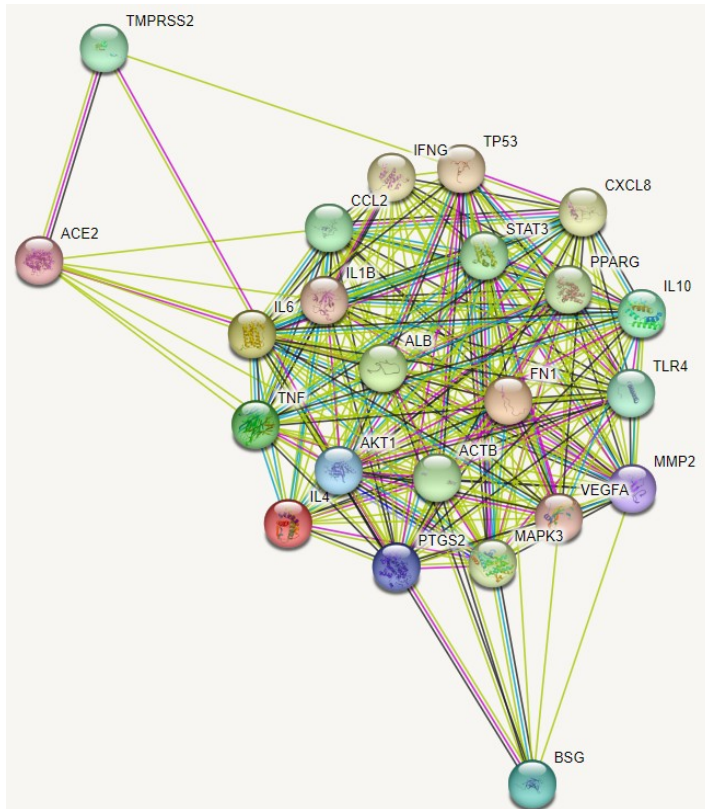 TMPRSS2
IFNG
TP53
CXCL8
CCL2
ACE2
STAT3
PPARG
IL1B
IL10
IL6
ALB
FN1
TLR4
TNF
AKT1
ACTB
MMP2
IL4
VEGFA
PTGS2
MAPK3
BSG